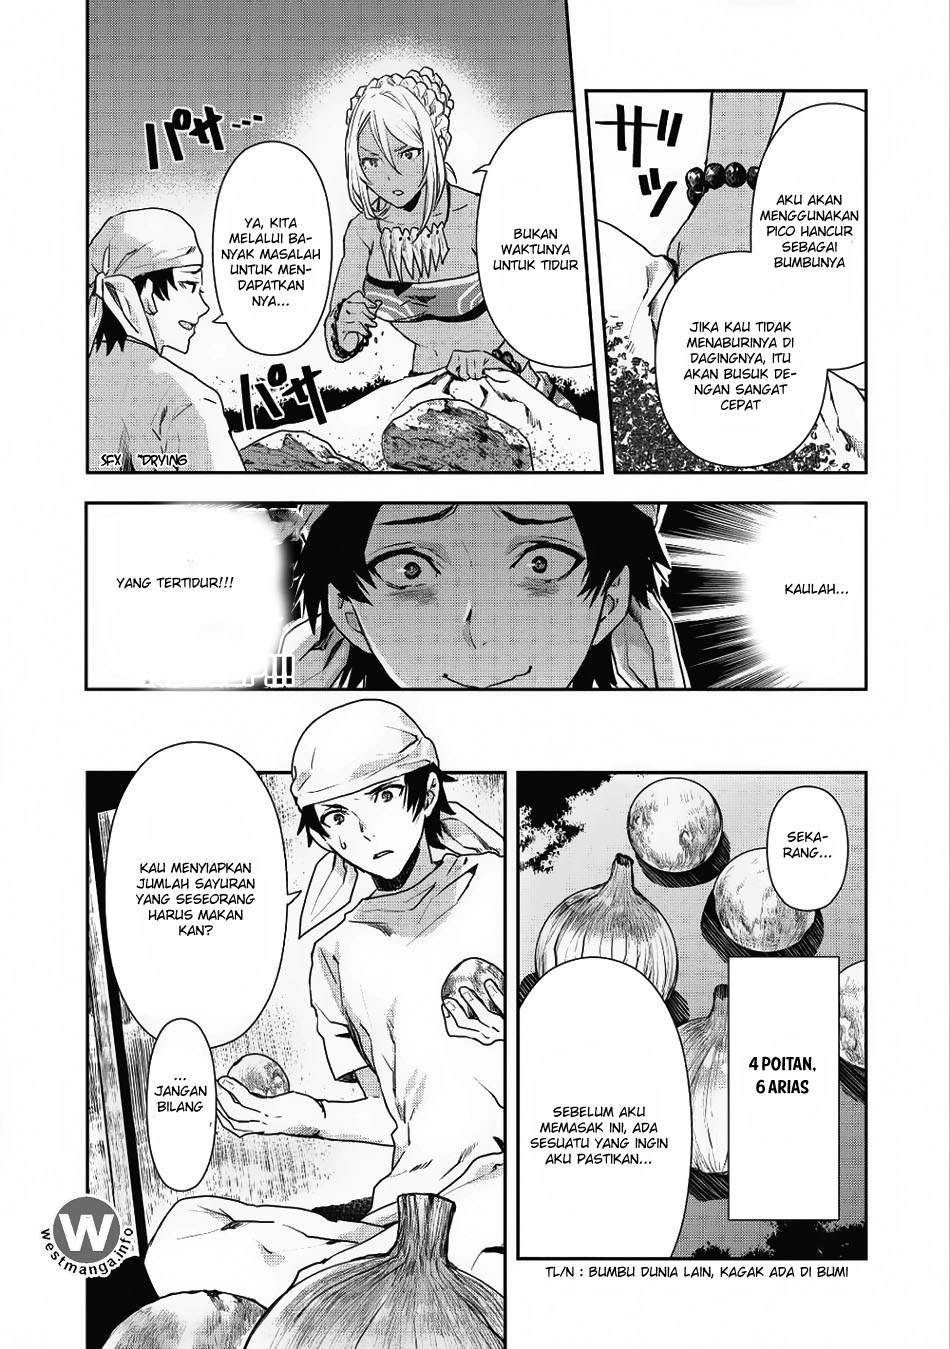 AKU AKAN
MENGGUNAKAN
PICO HANCUR
SEBAGAI
BUMBUNYA
JIKA KAU TIDAK
MENABURINYA DI
DAGINGNYA, ITU
AKAN BUSUK DE-
NGAN SANGAT
CEPAT
ザッ ザッ
BUKAN
WAKTUNYA
UNTUK TIDUR
YA, KITA
MELALUI BA-
NYAK MASALAH
UNTUK MEN-
DAPATKAN
NYA...
パサ...
パサ
SFX "DRYING
KAULAH...
YANG TERTIDUR!!!
SEKA-
RANG...
4 POITAN,
6 ARIAS
SEBELUM AKU
MEMASAK INI, ADA
SESUATU YANG INGIN
AKU PASTIKAN...
TL/N : BUMBU DUNIA LAIN, KAGAK ADA DI BUMI
KAU MENYIAPKAN
JUMLAH SAYURAN
YANG SESEORANG
HARUS MAKAN
KAN?
...
JANGAN
BILANG
W
westmanga.info